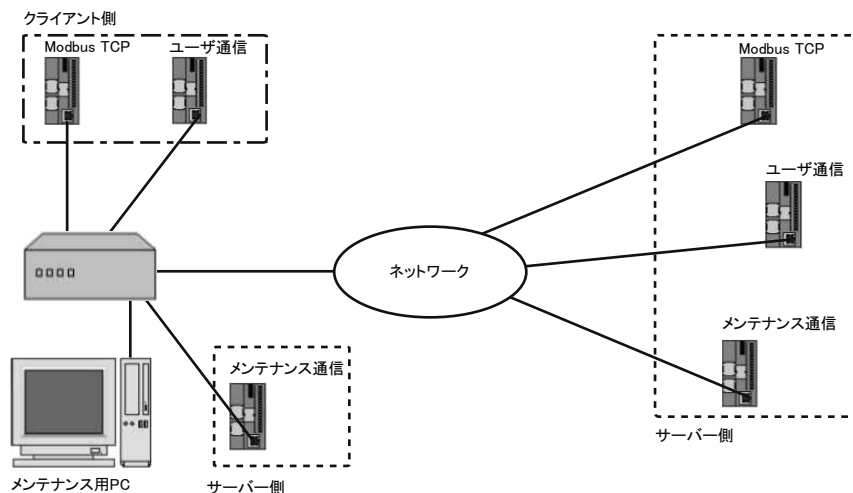 クライアント側
Modbus TCP
ユーザ通信
Modbus TCP
ユーザ通信
ネットワーク
メンテナンス通信
メンテナンス通信
サーバー側
メンテナンス用PC
サーバー側